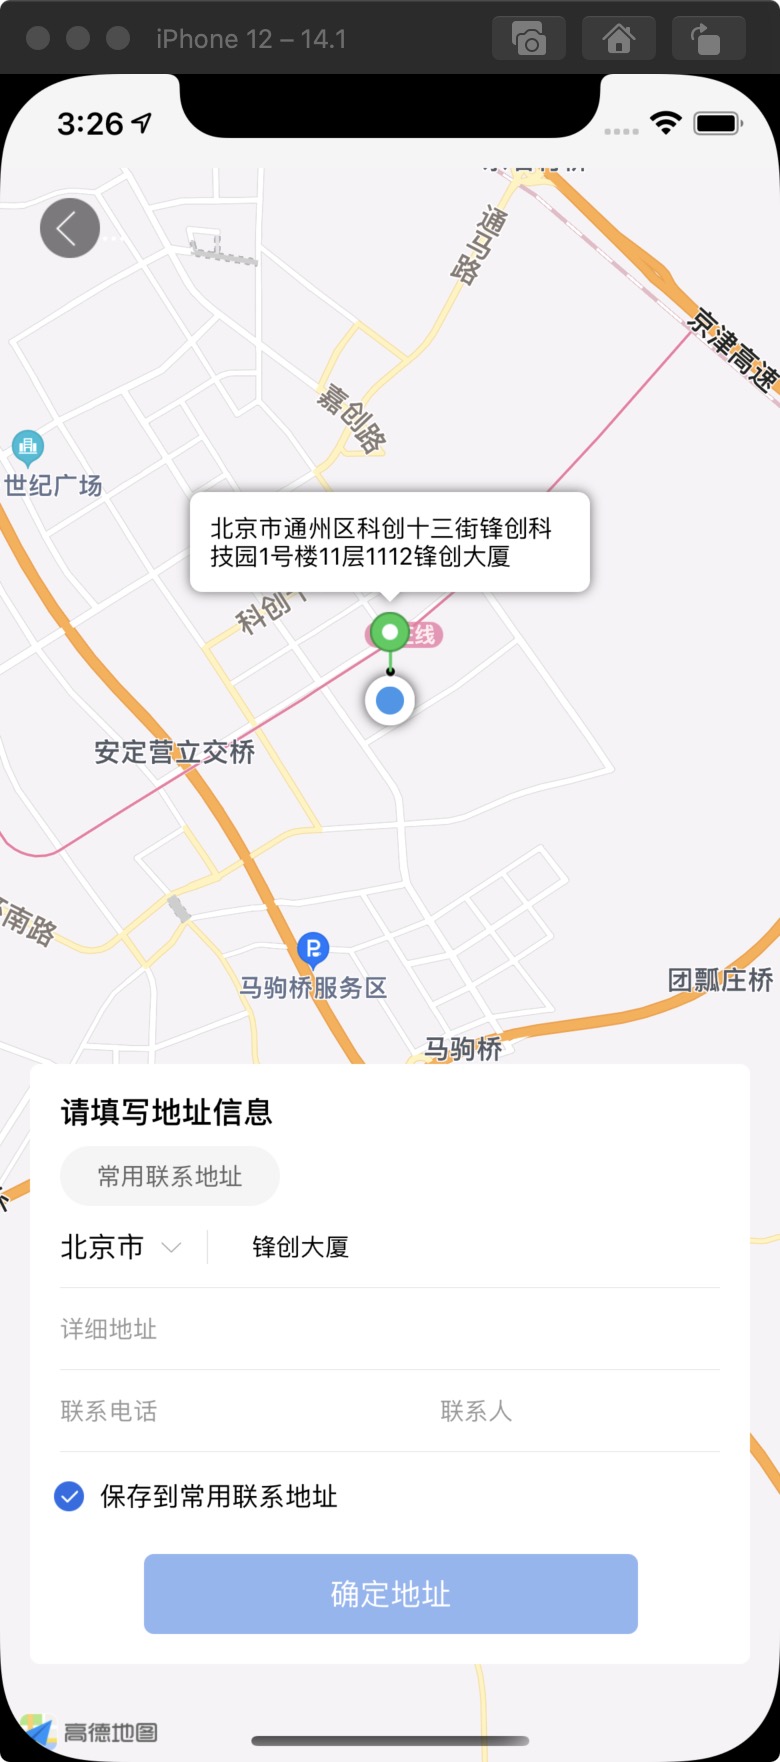 iPhone 12 – 14.1
3:26
通马路
京津高速
嘉创路
世纪广场
北京市通州区科创十三街锋创科
技园1号楼11层1112锋创大厦
科创十
线
安定营立交桥
南路
P
马驹桥服务区
团瓢庄桥
马驹桥
请填写地址信息
常用联系地址
北京市
锋创大厦
详细地址
联系电话
联系人
保存到常用联系地址
确定地址
高德地图